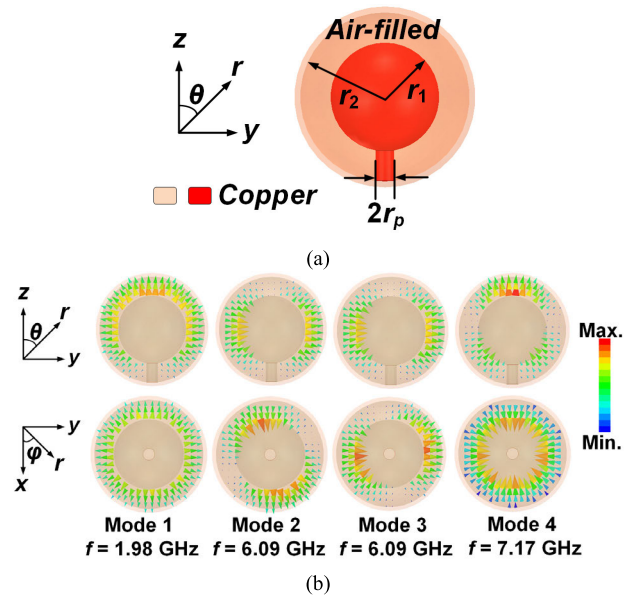 Air-filled
z
r
θ
y
r2
r1
Copper
2rp
(a)
z
r
θ
y
Max.
Min.
y
φ
r
x
Mode 1 Mode 2 Mode 3 Mode 4
f = 1.98 GHz f = 6.09 GHz f = 6.09 GHz f = 7.17 GHz
(b)